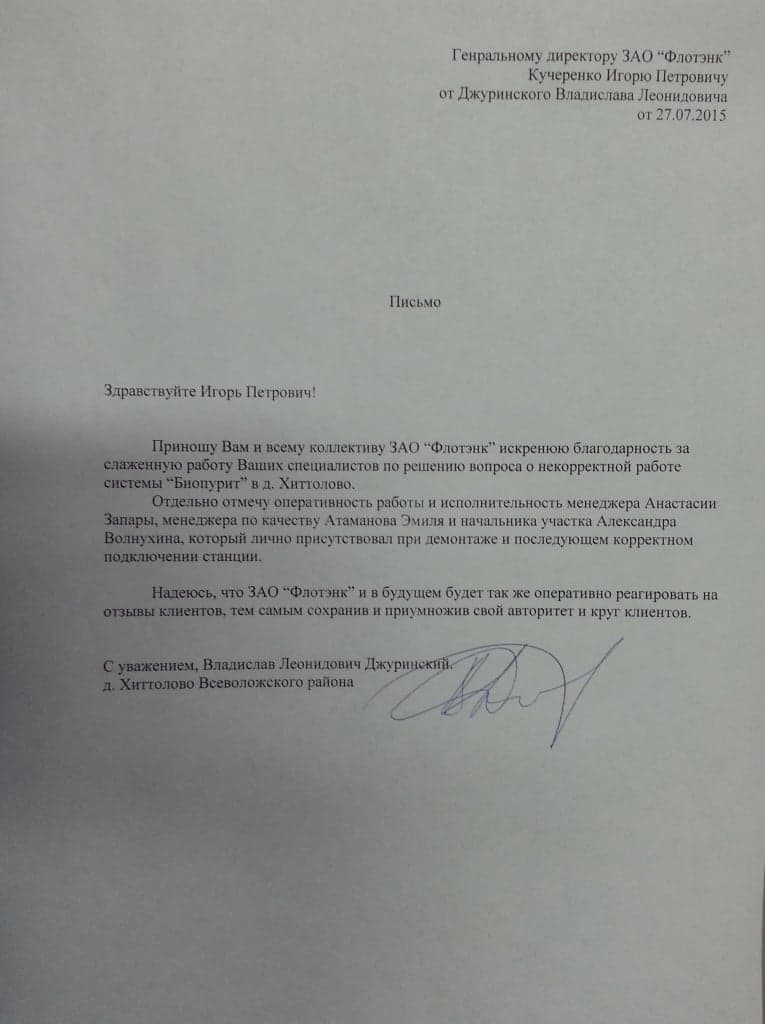 Генральному директору ЗАО “Флотэнк”
Кучеренко Игорю Петровичу
от Джуринского Владислава Леонидовича
от 27.07.2015
Письмо
Здравствуйте Игорь Петрович!
Приношу Вам и всему коллективу ЗАО “Флотэнк” искренюю благодарность за
слаженную работу Ваших специалистов по решению вопроса о некорректной работе
системы “Биопурит” в д. Хиттолово.
Отдельно отмечу оперативность работы и исполнительность менеджера Анастасии
Запары, менеджера по качеству Атаманова Эмиля и начальника участка Александра
Волнухина, который лично присутствовал при демонтаже и последующем корректном
подключении станции.
Надеюсь, что ЗАО “Флотэнк” и в будущем будет так же оперативно реагировать на
отзывы клиентов, тем самым сохранив и приумножив свой авторитет и круг клиентов.
С уважением, Владислав Леонидович Джуринский.
д. Хиттолово Всеволожского района